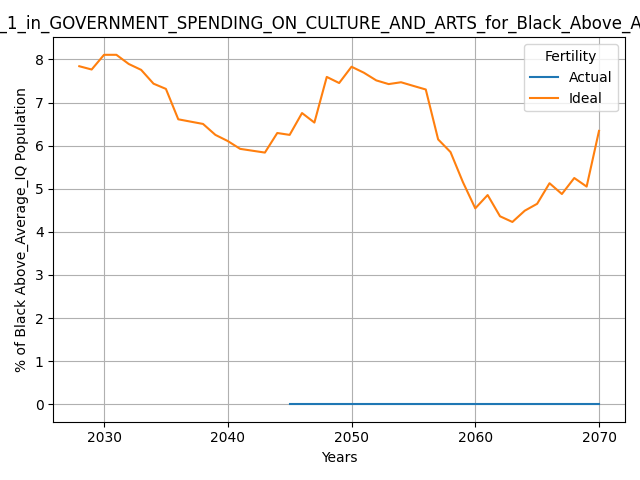 _1_in_GOVERNMENT_SPENDING_ON_CULTURE_AND_ARTS_for_Black_Above_A
Fertility
Actual
Ideal
% of Black Above_Average_IQ Population
8
7
6
5
4
3
2
1
0
2030 2040 2050 2060 2070
Years